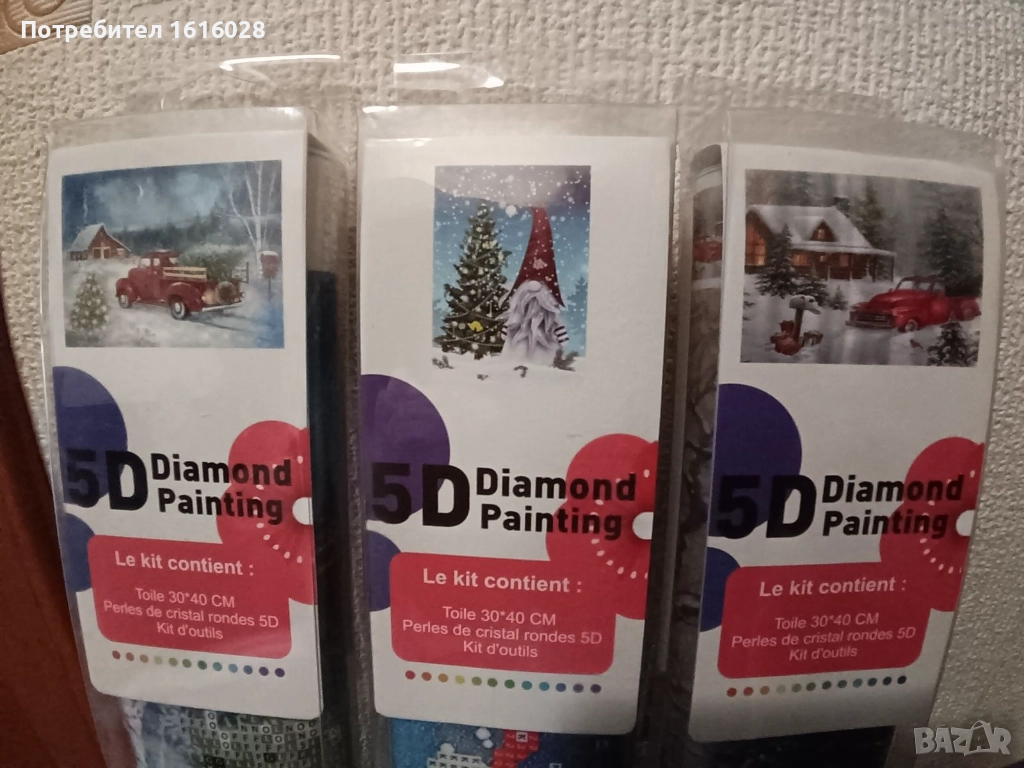 Потребител 1616028
5D Diamond
Painting
Le kit contient :
Toile 30*40 CM
Perles de cristal rondes 5D
Kit d'outils
5D Diamond
Painting
Le kit contient :
Toile 30*40 CM
Perles de cristal rondes 5D
Kit d'outils
5D Diamond
Painting
Le kit contient :
Toile 30*40 CM
Perles de cristal rondes 5D
Kit d'outils
BAZAR